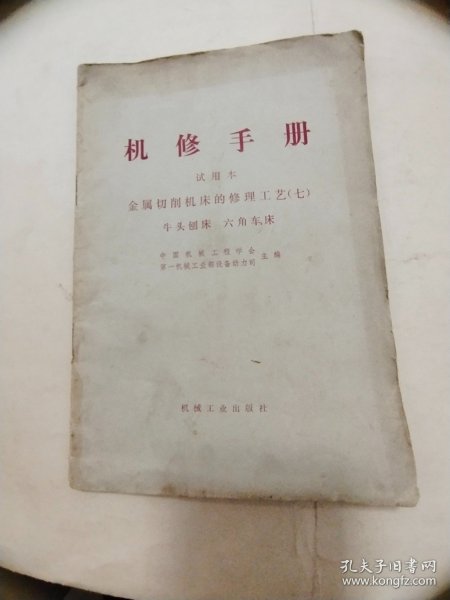 机修手册
试用本
金属切削机床的修理工艺(七)
牛头刨床 六角车床
中国机械工程学会
第一机械工业部设备动力司 主编
机械工业出版社
孔夫子旧书网
www.kongfz.com